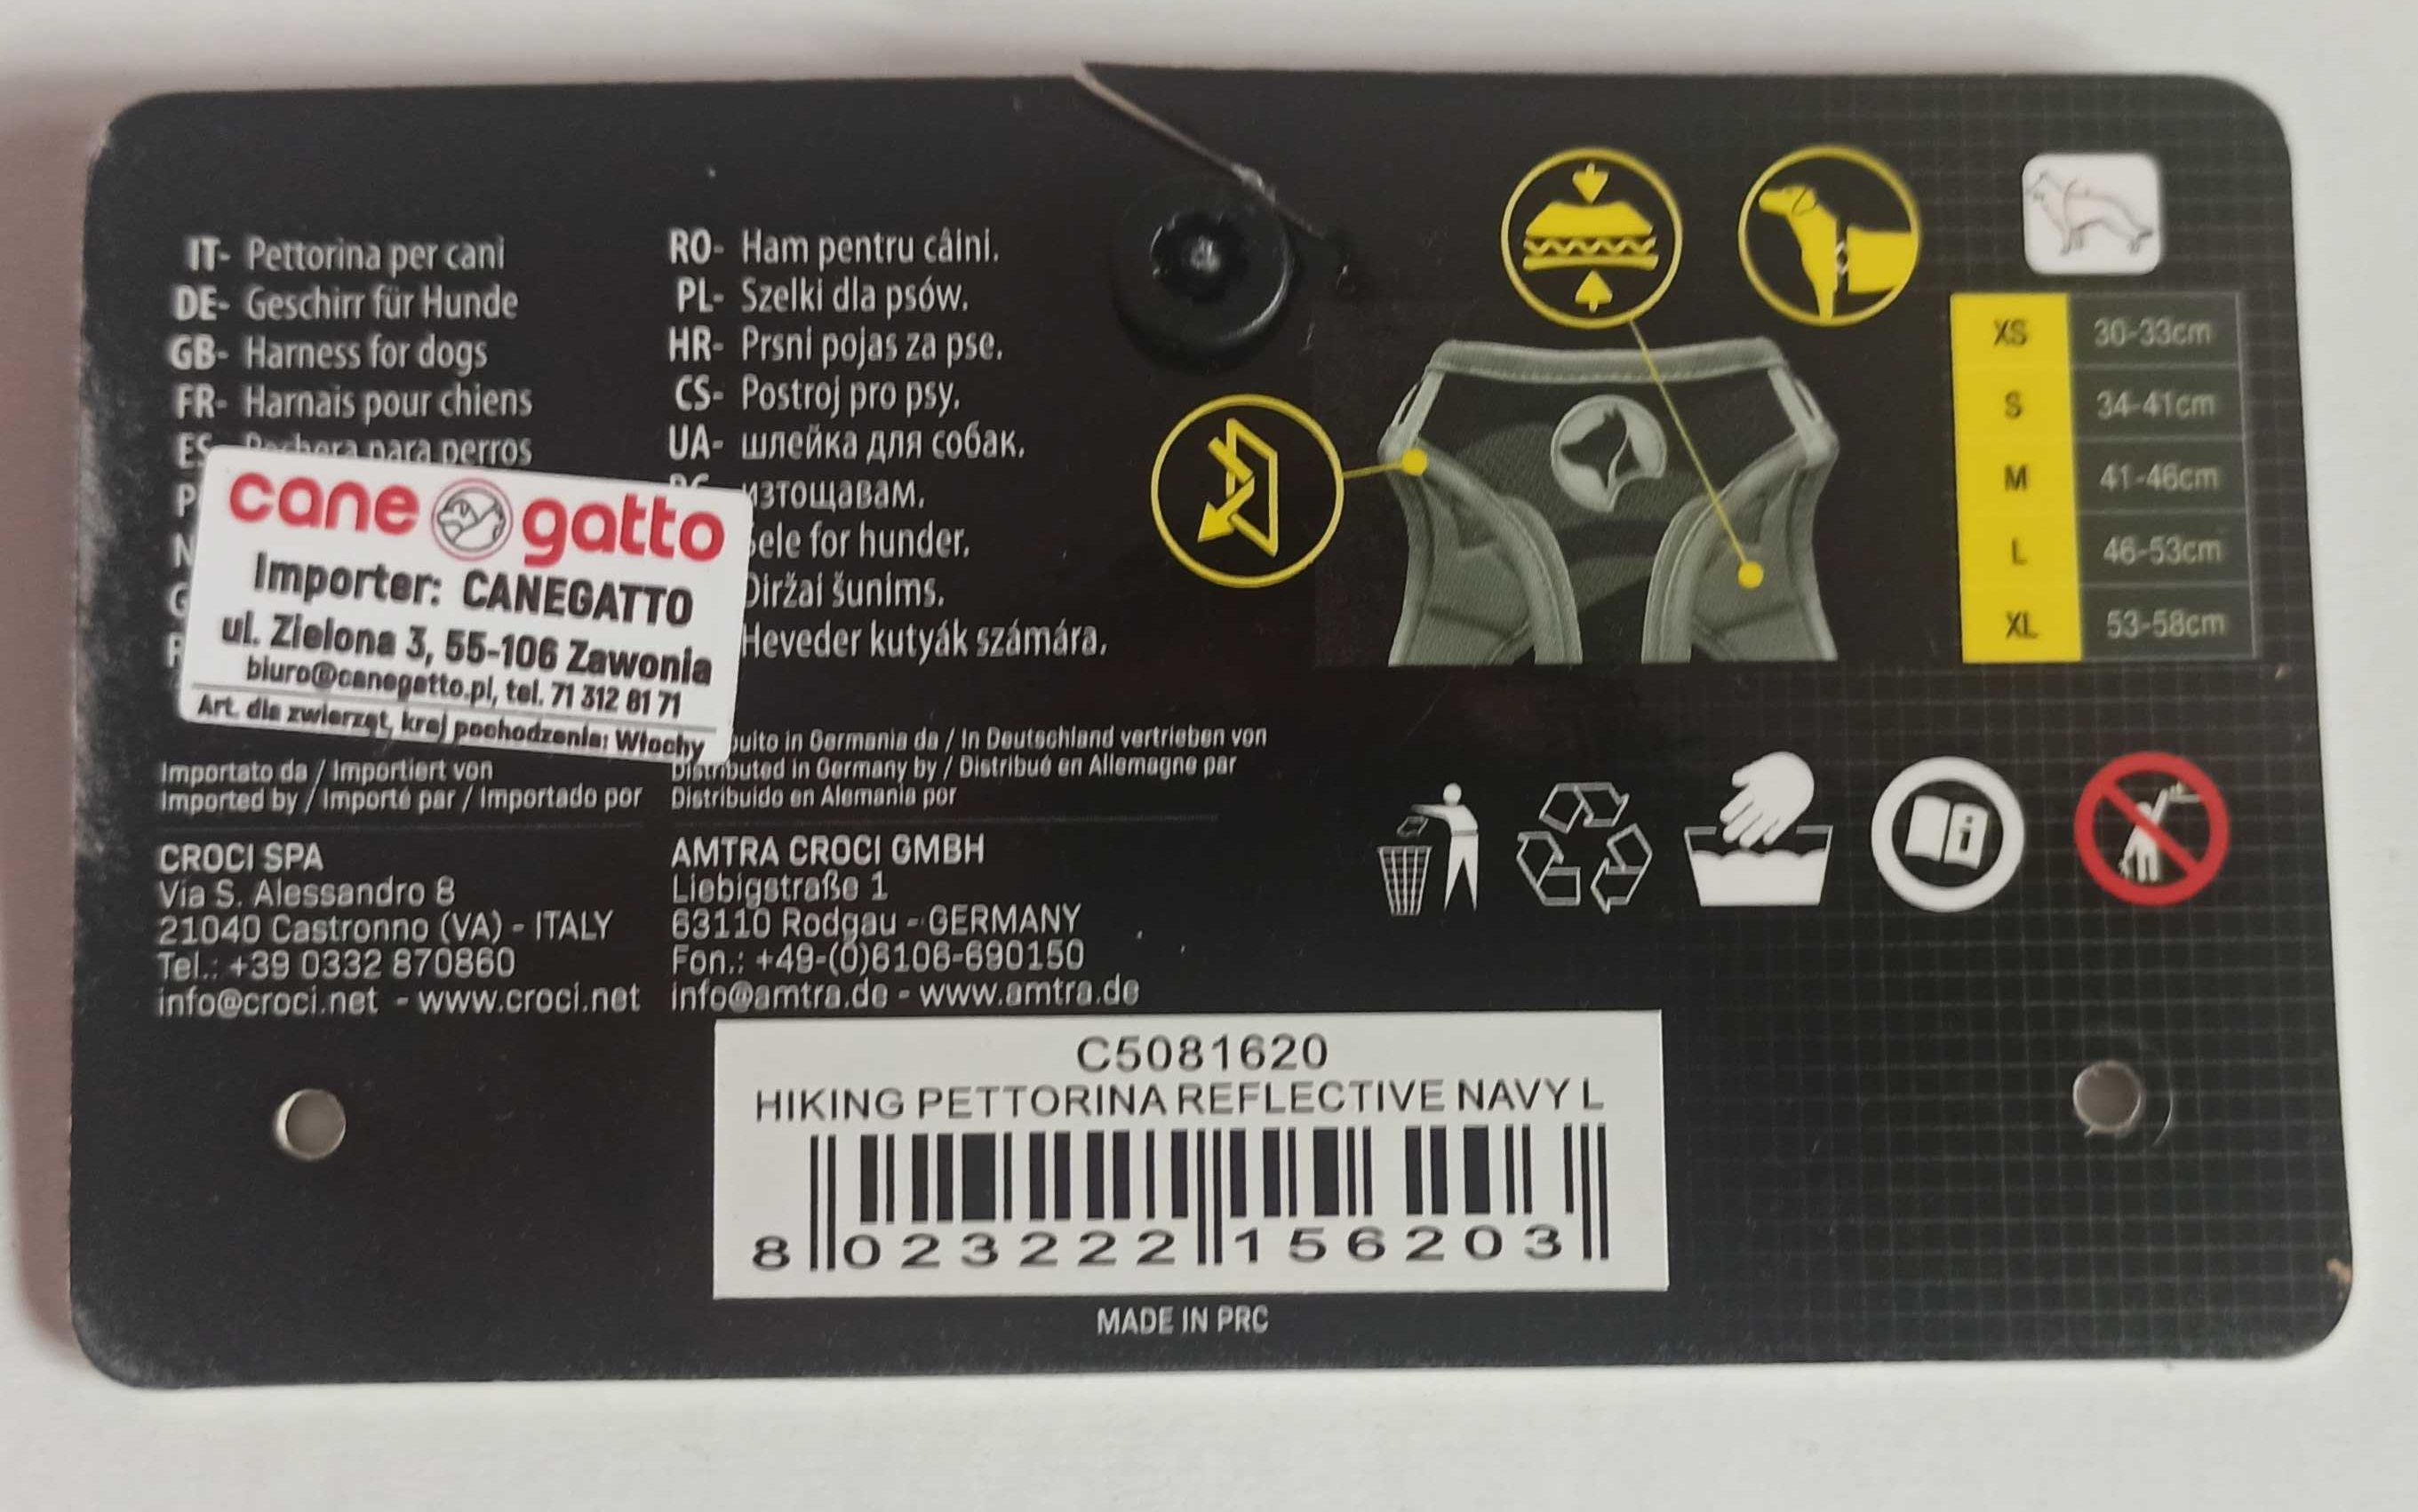 IT- Pettorina per cani
DE- Geschirr für Hunde
GB- Harness for dogs
FR- Harnais pour chiens
ES- para perros
P
N
G
cane gatto
Importer: CANEGATTO
ul. Zielona 3, 55-106 Zawonia
biuro@canegatto.pl, tel. 71 312 81 71
Art. dla zwierząt, kraj pochodzenia: Włochy
RO- Ham pentru câini.
PL- Szelki dla psów.
HR- Prsni pojas za pse.
CS- Postroj pro psy.
UA- шлейка для собак.
изтощавам.
Sele for hunder.
Diržai šunims.
Heveder kutyák számára.
Importato da / Importiert von
Imported by / Importé par / Importado por
CROCI SPA
Via S. Alessandro 8
21040 Castronno (VA) - ITALY
Tel.: +39 0332 870860
info@croci.net - www.croci.net
buito in Germania da / In Deutschland vertrieben von
Distributed in Germany by / Distribué en Allemagne par
Distribuido en Alemania por
AMTRA CROCI GMBH
Liebigstraße 1
63110 Rodgau - GERMANY
Fon.: +49-(0)6106-690150
info@amtra.de - www.amtra.de
XS 30-33cm
S 34-41cm
M 41-46cm
L 46-53cm
XL 53-58cm
C5081620
HIKING PETTORINA REFLECTIVE NAVY L
8 023222 156203
MADE IN PRC